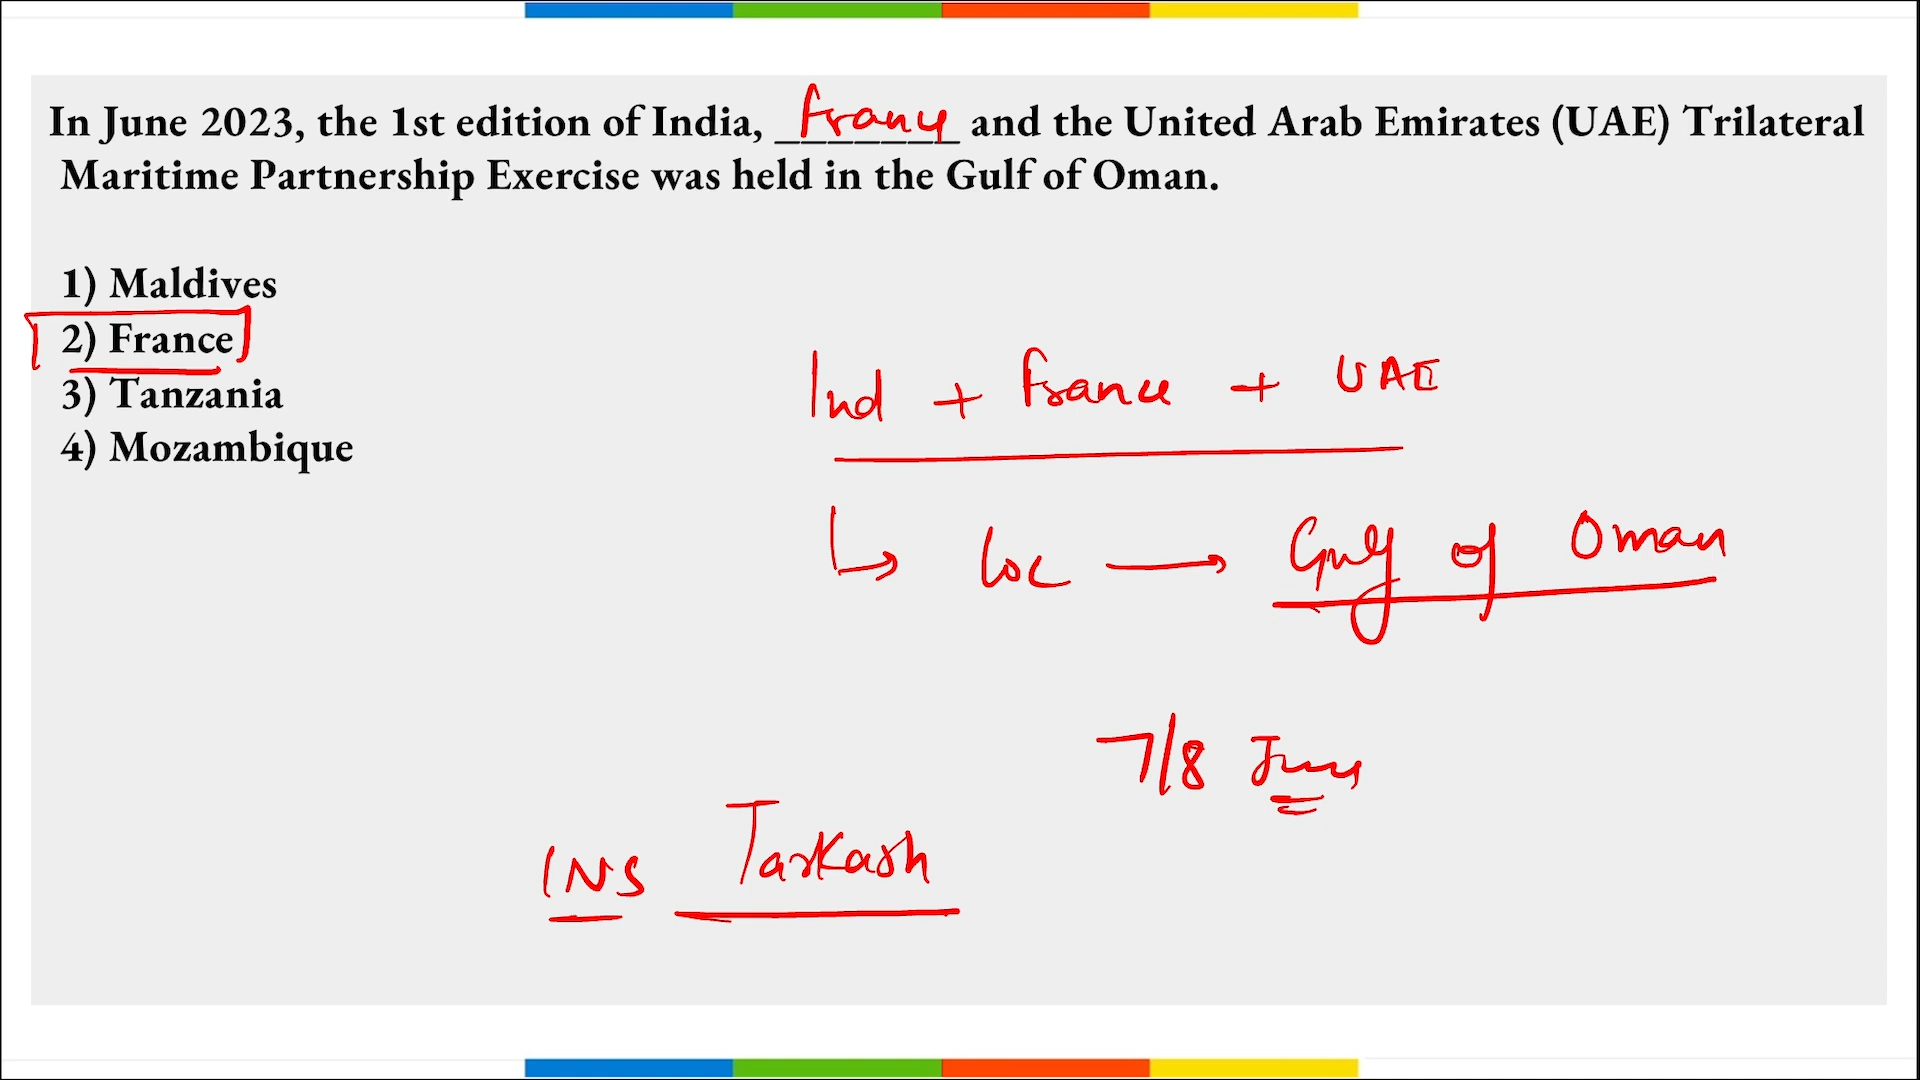 In June 2023, the 1st edition of India, France and the United Arab Emirates (UAE) Trilateral
Maritime Partnership Exercise was held in the Gulf of Oman.
1) Maldives
2) France
3) Tanzania
4) Mozambique
Ind + France + UAE
↳ Loc → Gulf of Oman
7/8 June
INS Tarkash